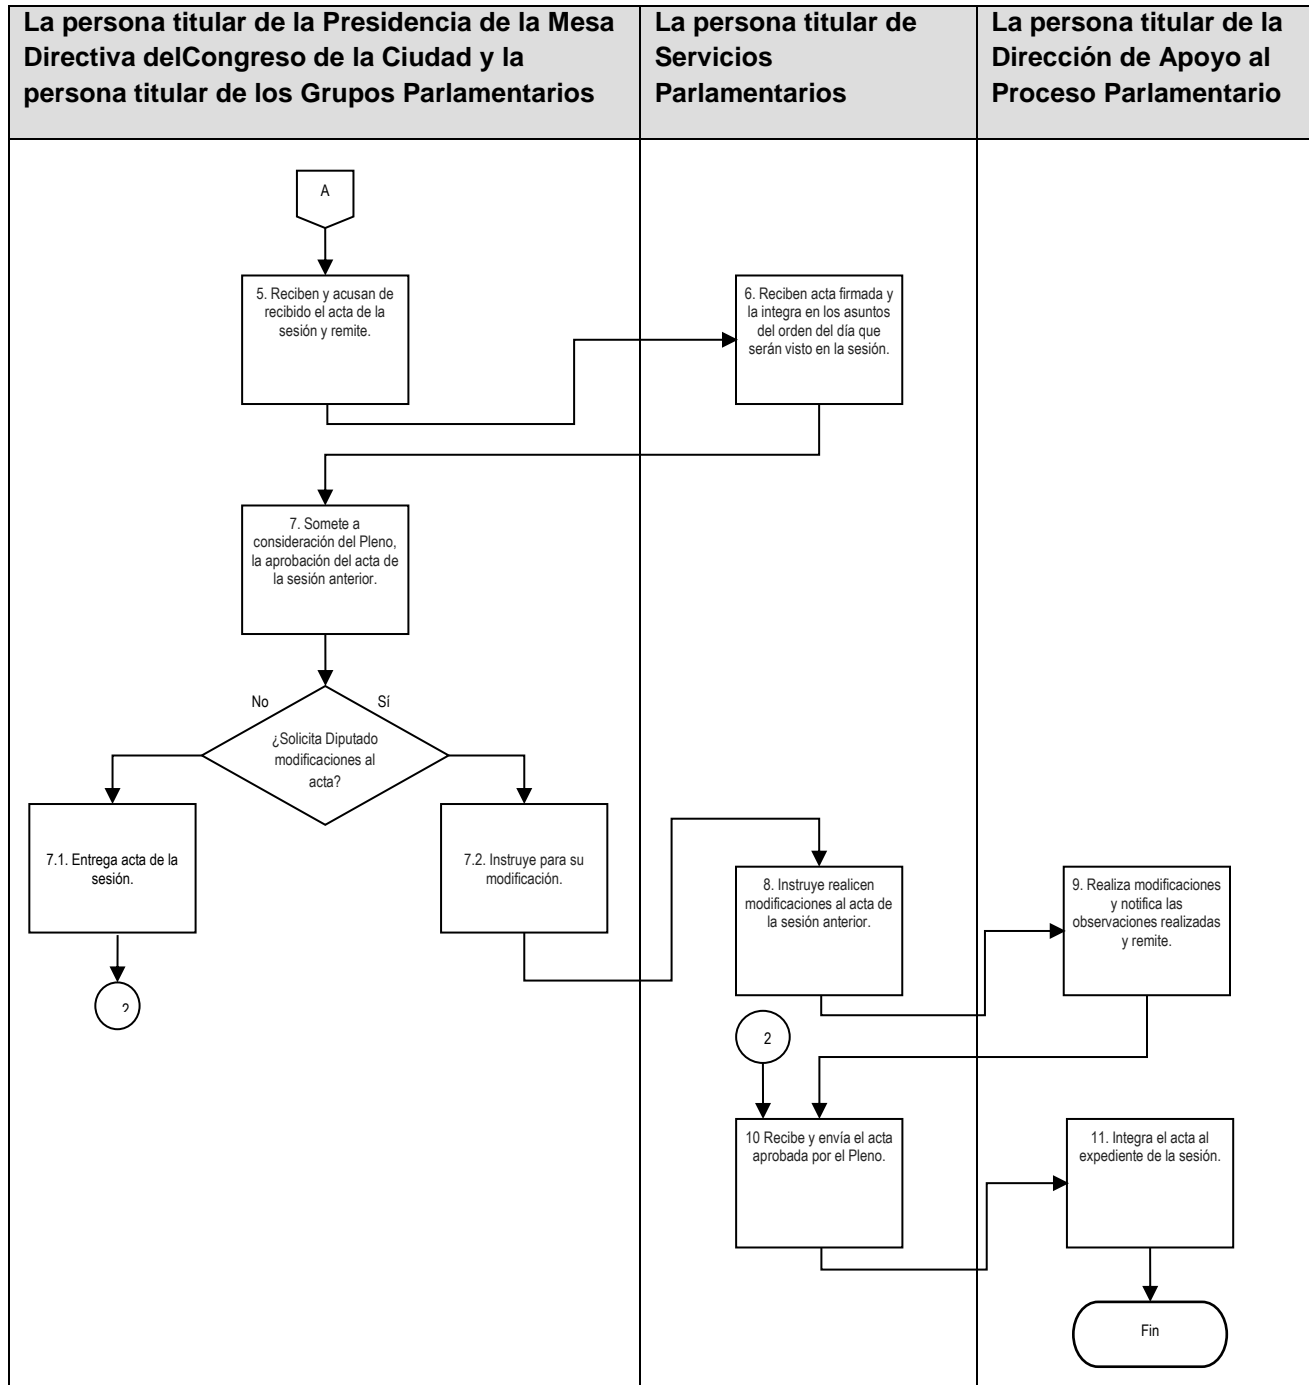 La persona titular de la Presidencia de la Mesa
Directiva delCongreso de la Ciudad y la
persona titular de los Grupos Parlamentarios
La persona titular de
Servicios
Parlamentarios
La persona titular de la
Dirección de Apoyo al
Proceso Parlamentario
A
5. Reciben y acusan de
recibido el acta de la
sesión y remite.
6. Reciben acta firmada y
la integra en los asuntos
del orden del día que
serán visto en la sesión.
7. Somete a
consideración del Pleno,
la aprobación del acta de
la sesión anterior.
No
Sí
¿Solicita Diputado
modificaciones al
acta?
7.1. Entrega acta de la
sesión.
7.2. Instruye para su
modificación.
8. Instruye realicen
modificaciones al acta de
la sesión anterior.
9. Realiza modificaciones
y notifica las
observaciones realizadas
y remite.
2
2
10 Recibe y envía el acta
aprobada por el Pleno.
11. Integra el acta al
expediente de la sesión.
Fin